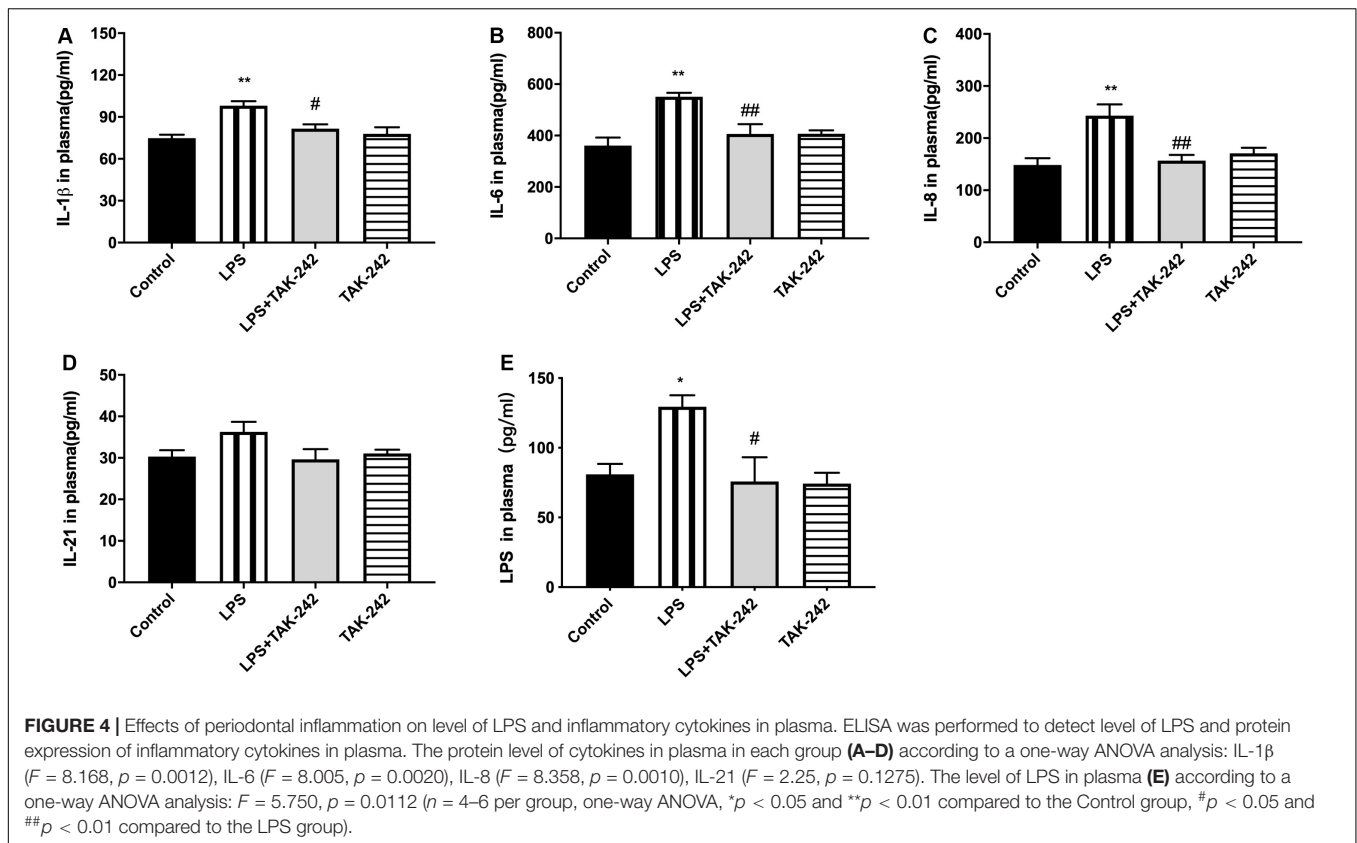 A
IL-1β in plasma(pg/ml)
150
120
90
60
30
0
**
#
Control
LPS
LPS+TAK-242
TAK-242
B
IL-6 in plasma(pg/ml)
800
600
400
200
0
**
##
Control
LPS
LPS+TAK-242
TAK-242
C
IL-8 in plasma(pg/ml)
400
300
200
100
0
**
##
Control
LPS
LPS+TAK-242
TAK-242
D
IL-21 in plasma(pg/ml)
50
40
30
20
10
0
Control
LPS
LPS+TAK-242
TAK-242
E
LPS in plasma (pg/ml)
150
100
50
0
*
#
Control
LPS
LPS+TAK-242
TAK-242
FIGURE 4 | Effects of periodontal inflammation on level of LPS and inflammatory cytokines in plasma. ELISA was performed to detect level of LPS and protein
expression of inflammatory cytokines in plasma. The protein level of cytokines in plasma in each group (A–D) according to a one-way ANOVA analysis: IL-1β
(F = 8.168, p = 0.0012), IL-6 (F = 8.005, p = 0.0020), IL-8 (F = 8.358, p = 0.0010), IL-21 (F = 2.25, p = 0.1275). The level of LPS in plasma (E) according to a
one-way ANOVA analysis: F = 5.750, p = 0.0112 (n = 4–6 per group, one-way ANOVA, *p < 0.05 and **p < 0.01 compared to the Control group, #p < 0.05 and
##p < 0.01 compared to the LPS group).